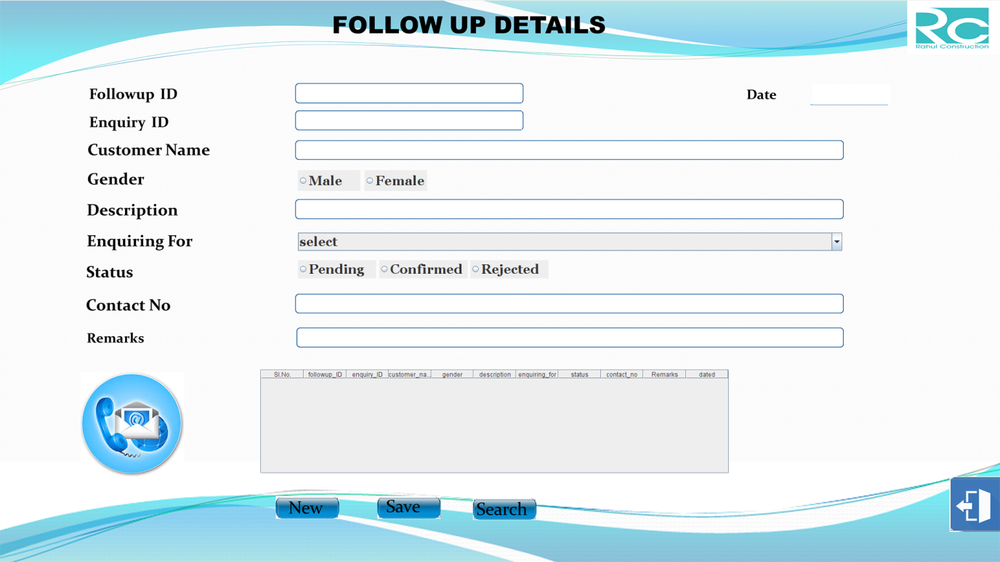 FOLLOW UP DETAILS
RC
Rahul Construction
Followup ID
Date
Enquiry ID
Customer Name
Gender
Male Female
Description
Enquiring For
select
Status
Pending Confirmed Rejected
Contact No
Remarks
Sl.No. followup_ID enquiry_ID customer_na... gender description enquiring_for status contact_no Remarks dated
@
New Save Search